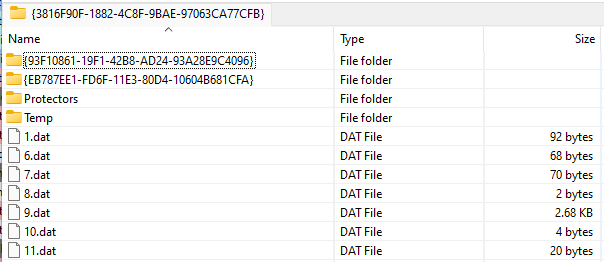 {3816F90F-1882-4C8F-9BAE-97063CA77CFB}
Name Type Size
{93F10861-19F1-42B8-AD24-93A28E9C4096} File folder
{EB787EE1-FD6F-11E3-80D4-10604B681CFA} File folder
Protectors File folder
Temp File folder
1.dat DAT File 92 bytes
6.dat DAT File 68 bytes
7.dat DAT File 70 bytes
8.dat DAT File 2 bytes
9.dat DAT File 2.68 KB
10.dat DAT File 4 bytes
11.dat DAT File 20 bytes